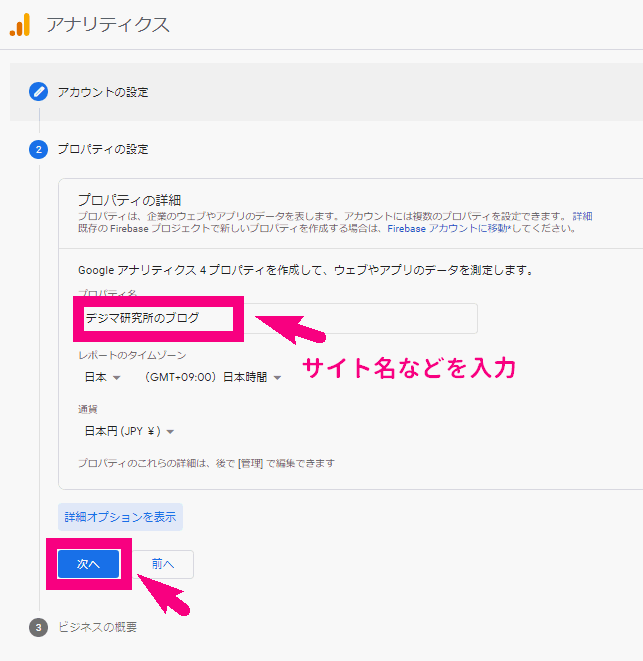 アナリティクス
アカウントの設定
2 プロパティの設定
プロパティの詳細
プロパティは、企業のウェブやアプリのデータを表します。アカウントには複数のプロパティを設定できます。 詳細
既存の Firebase プロジェクトで新しいプロパティを作成する場合は、Firebase アカウントに移動*してください。
Google アナリティクス 4 プロパティを作成して、ウェブやアプリのデータを測定します。
プロパティ名
デジマ研究所のブログ
レポートのタイムゾーン
サイト名などを入力
日本 (GMT+09:00) 日本時間
通貨
日本円 (JPY ¥)
プロパティのこれらの詳細は、後で [管理] で編集できます
詳細オプションを表示
次へ 前へ
3 ビジネスの概要